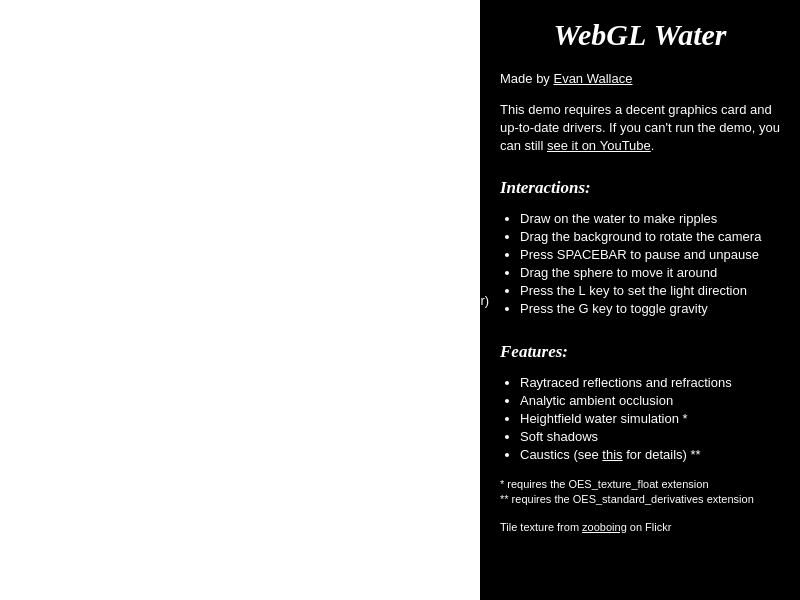 WebGL Water
Made by Evan Wallace
This demo requires a decent graphics card and
up-to-date drivers. If you can't run the demo, you
can still see it on YouTube.
Interactions:
• Draw on the water to make ripples
• Drag the background to rotate the camera
• Press SPACEBAR to pause and unpause
• Drag the sphere to move it around
• Press the L key to set the light direction
r)
• Press the G key to toggle gravity
Features:
• Raytraced reflections and refractions
• Analytic ambient occlusion
• Heightfield water simulation *
• Soft shadows
• Caustics (see this for details) **
* requires the OES_texture_float extension
** requires the OES_standard_derivatives extension
Tile texture from zooboing on Flickr